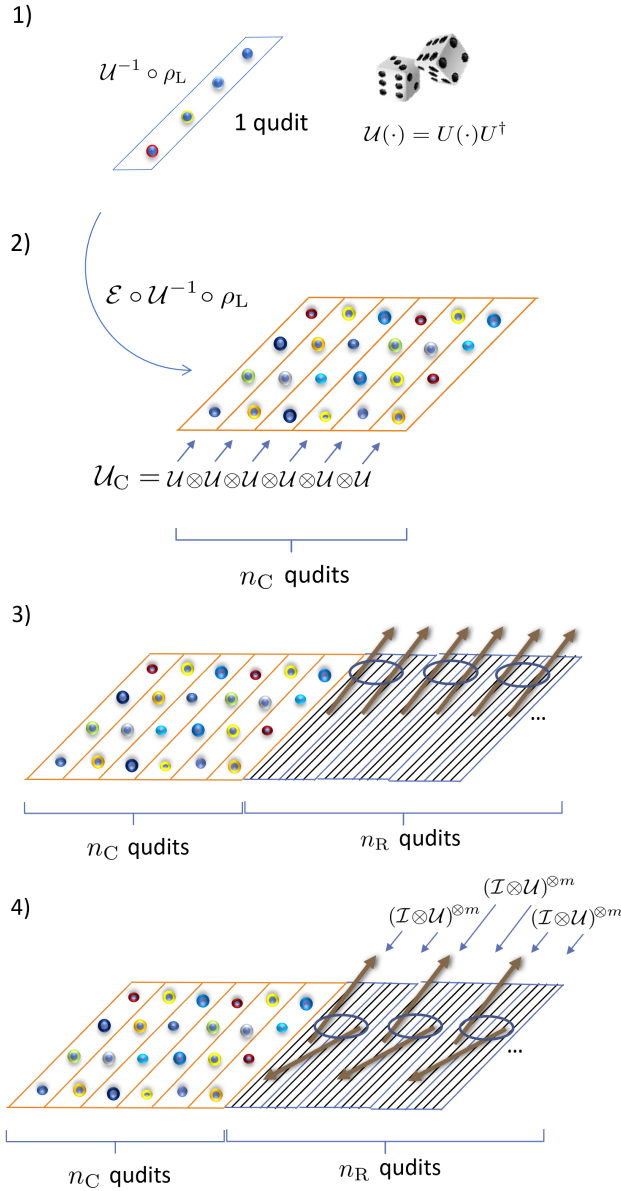 1)
𝒰⁻¹ ∘ ρ_L
1 qudit
𝒰(·) = U(·)U†
2)
ℰ ∘ 𝒰⁻¹ ∘ ρ_L
𝒰_C = 𝒰⊗𝒰⊗𝒰⊗𝒰⊗𝒰⊗𝒰
n_C qudits
3)
...
n_C qudits
n_R qudits
4)
(ℐ⊗𝒰)^⊗m
(ℐ⊗𝒰)^⊗m
(ℐ⊗𝒰)^⊗m
...
n_C qudits
n_R qudits